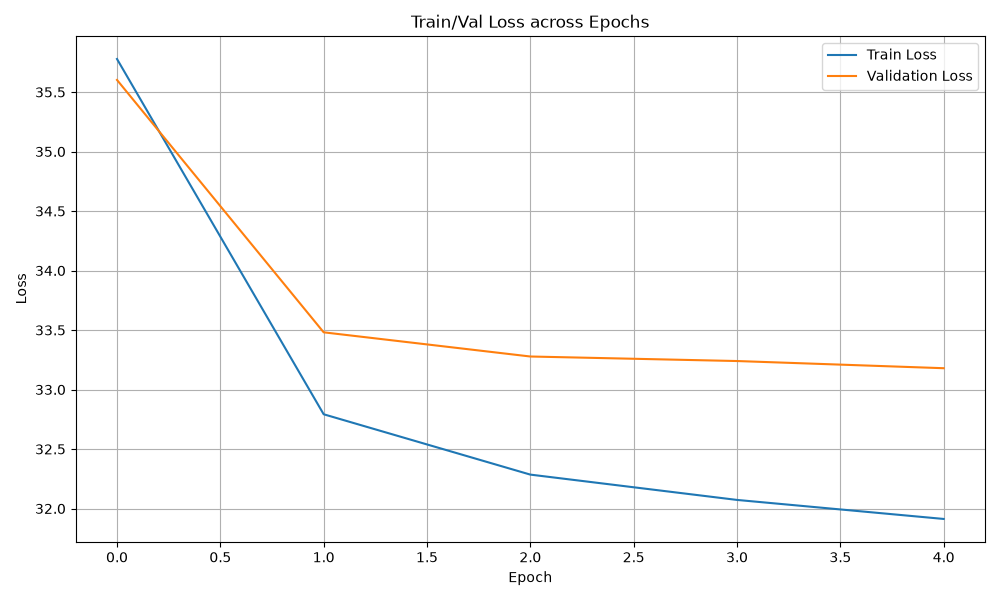 Train/Val Loss across Epochs
Train Loss
Validation Loss
Loss
35.5
35.0
34.5
34.0
33.5
33.0
32.5
32.0
0.0 0.5 1.0 1.5 2.0 2.5 3.0 3.5 4.0
Epoch